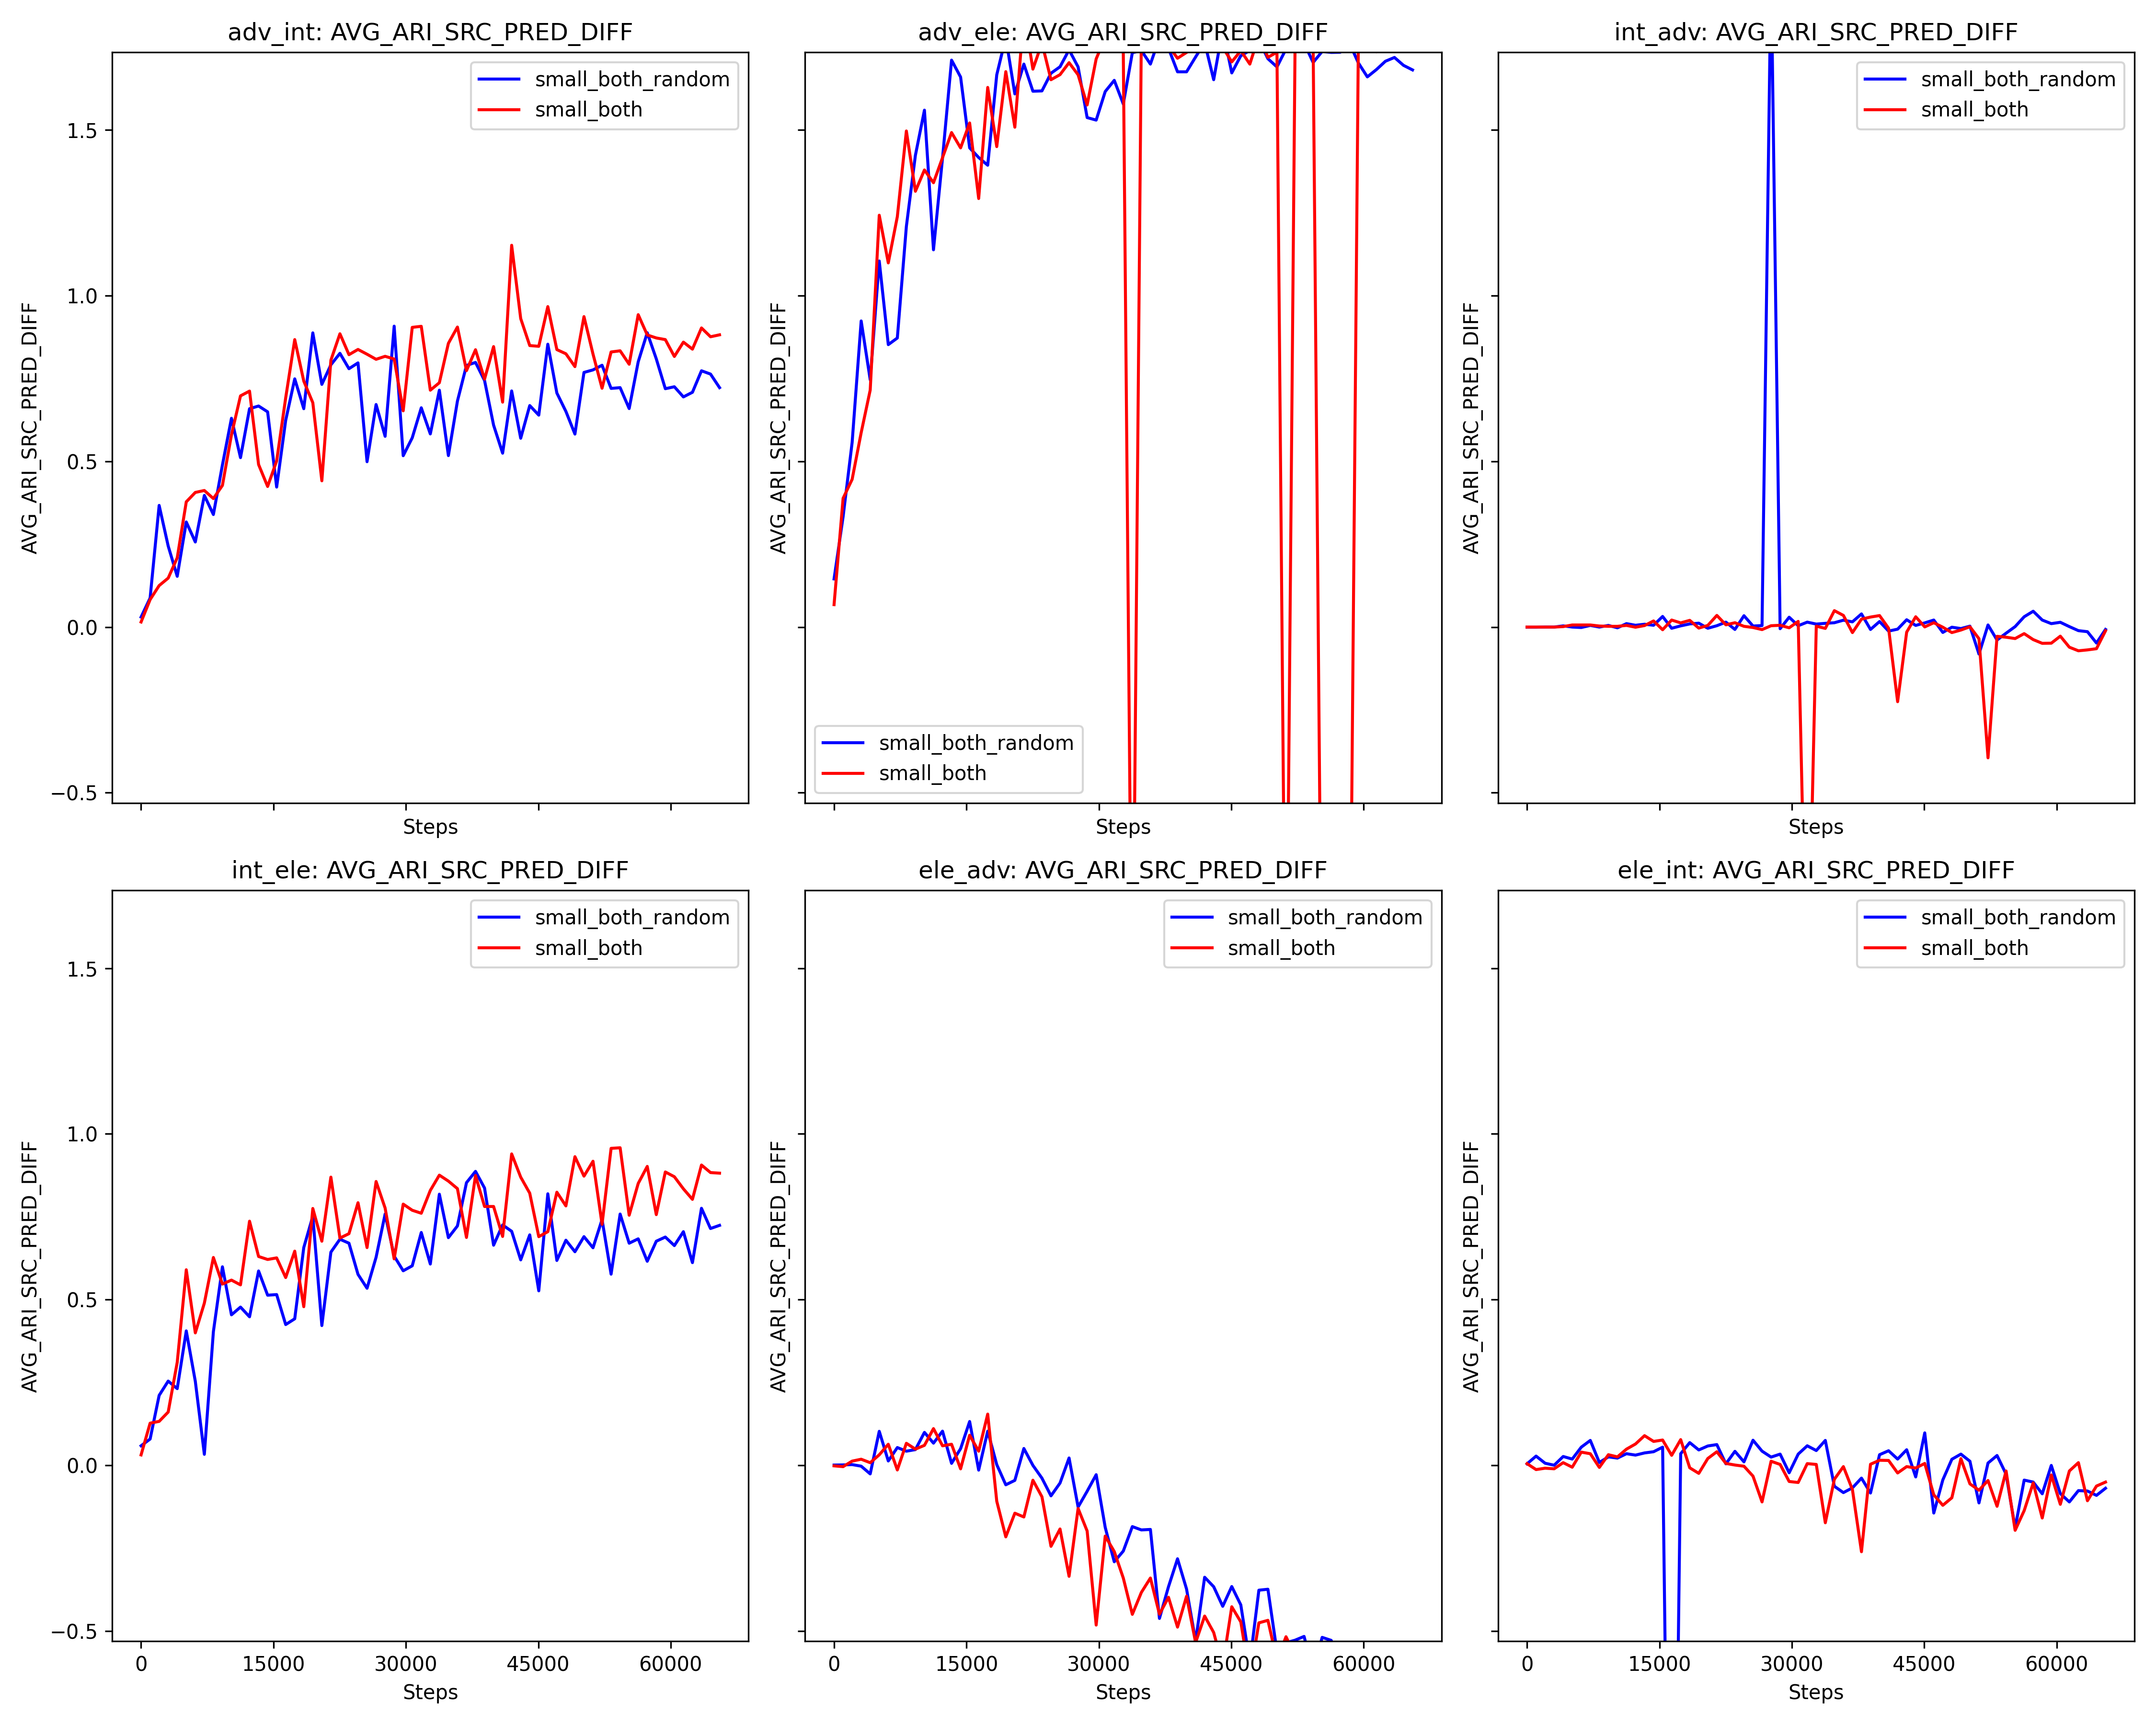 adv_int: AVG_ARI_SRC_PRED_DIFF
AVG_ARI_SRC_PRED_DIFF
1.5
1.0
0.5
0.0
−0.5
small_both_random
small_both
Steps
adv_ele: AVG_ARI_SRC_PRED_DIFF
AVG_ARI_SRC_PRED_DIFF
small_both_random
small_both
Steps
int_adv: AVG_ARI_SRC_PRED_DIFF
AVG_ARI_SRC_PRED_DIFF
small_both_random
small_both
Steps
int_ele: AVG_ARI_SRC_PRED_DIFF
AVG_ARI_SRC_PRED_DIFF
1.5
1.0
0.5
0.0
−0.5
small_both_random
small_both
0 15000 30000 45000 60000
Steps
ele_adv: AVG_ARI_SRC_PRED_DIFF
AVG_ARI_SRC_PRED_DIFF
small_both_random
small_both
0 15000 30000 45000 60000
Steps
ele_int: AVG_ARI_SRC_PRED_DIFF
AVG_ARI_SRC_PRED_DIFF
small_both_random
small_both
0 15000 30000 45000 60000
Steps